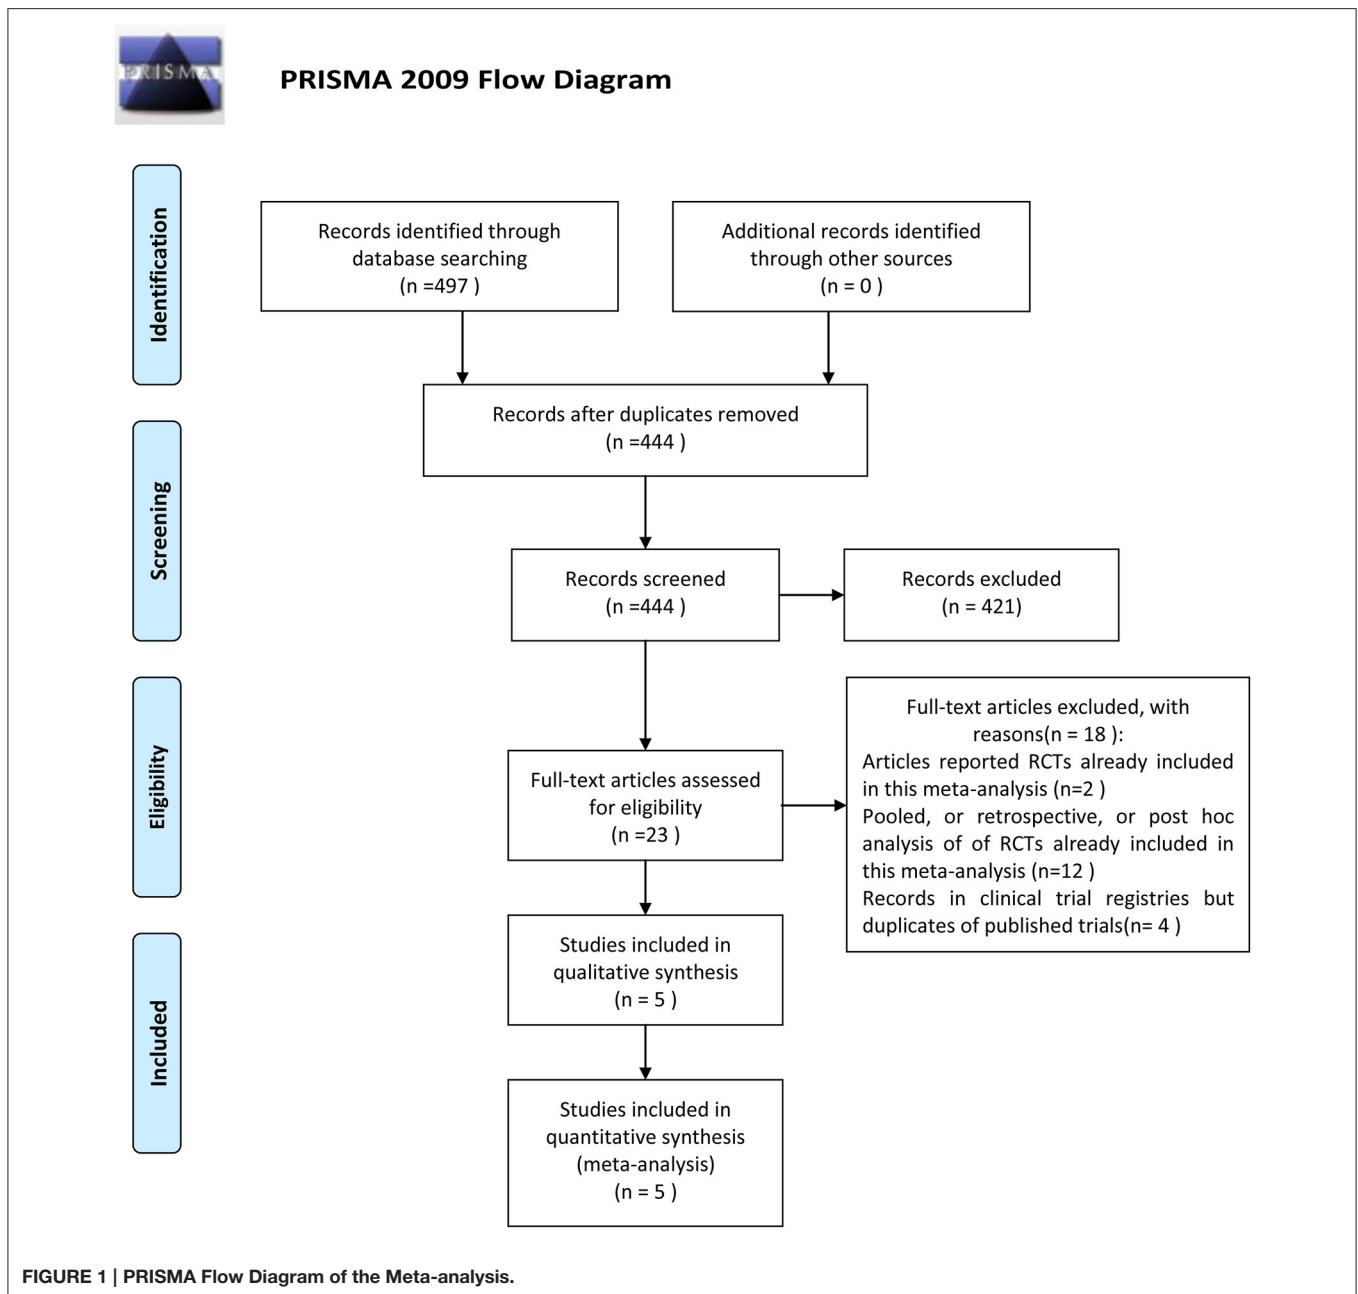 PRISMA
PRISMA 2009 Flow Diagram
Identification
Records identified through
database searching
(n =497 )
Additional records identified
through other sources
(n = 0 )
Records after duplicates removed
(n =444 )
Screening
Records screened
(n =444 )
Records excluded
(n = 421)
Eligibility
Full-text articles assessed
for eligibility
(n =23 )
Full-text articles excluded, with
reasons(n = 18 ):
Articles reported RCTs already included
in this meta-analysis (n=2 )
Pooled, or retrospective, or post hoc
analysis of of RCTs already included in
this meta-analysis (n=12 )
Records in clinical trial registries but
duplicates of published trials(n= 4 )
Included
Studies included in
qualitative synthesis
(n = 5 )
Studies included in
quantitative synthesis
(meta-analysis)
(n = 5 )
FIGURE 1 | PRISMA Flow Diagram of the Meta-analysis.